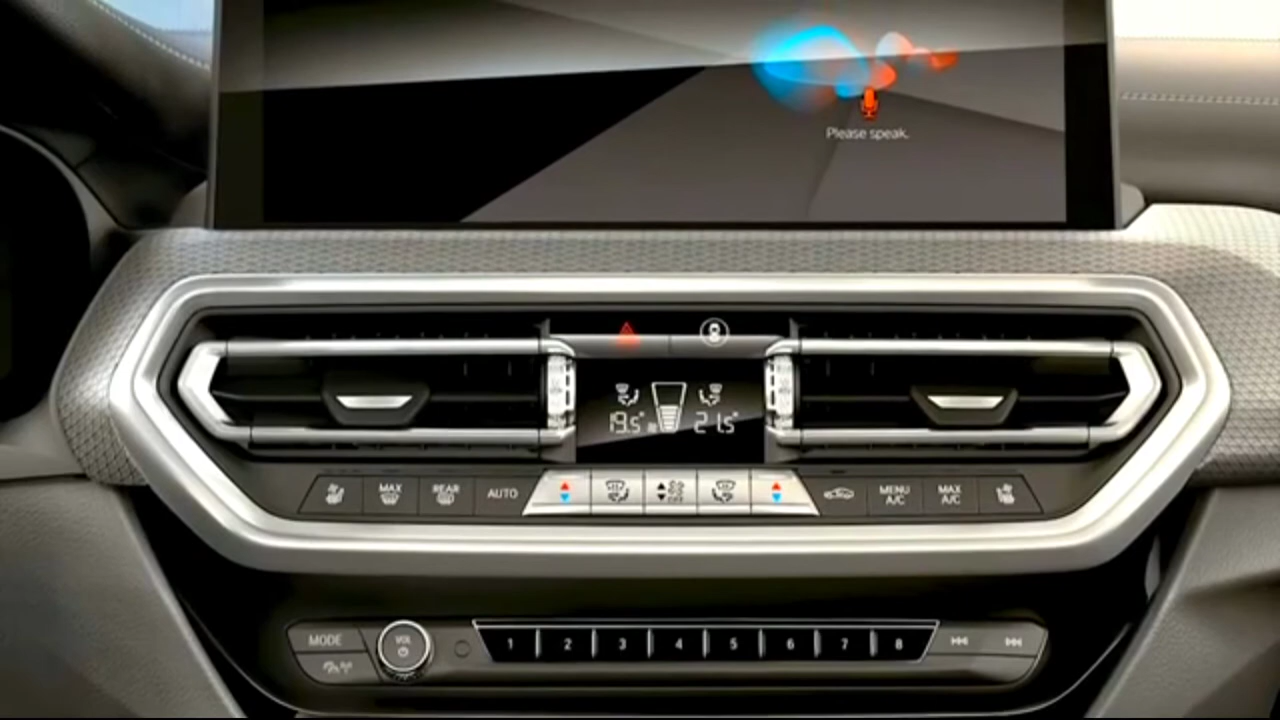 Please speak.
19.5° 21.5°
MAX
REAR
AUTO
MENU
A/C
MAX
A/C
MODE
VOL
1 2 3 4 5 6 7 8